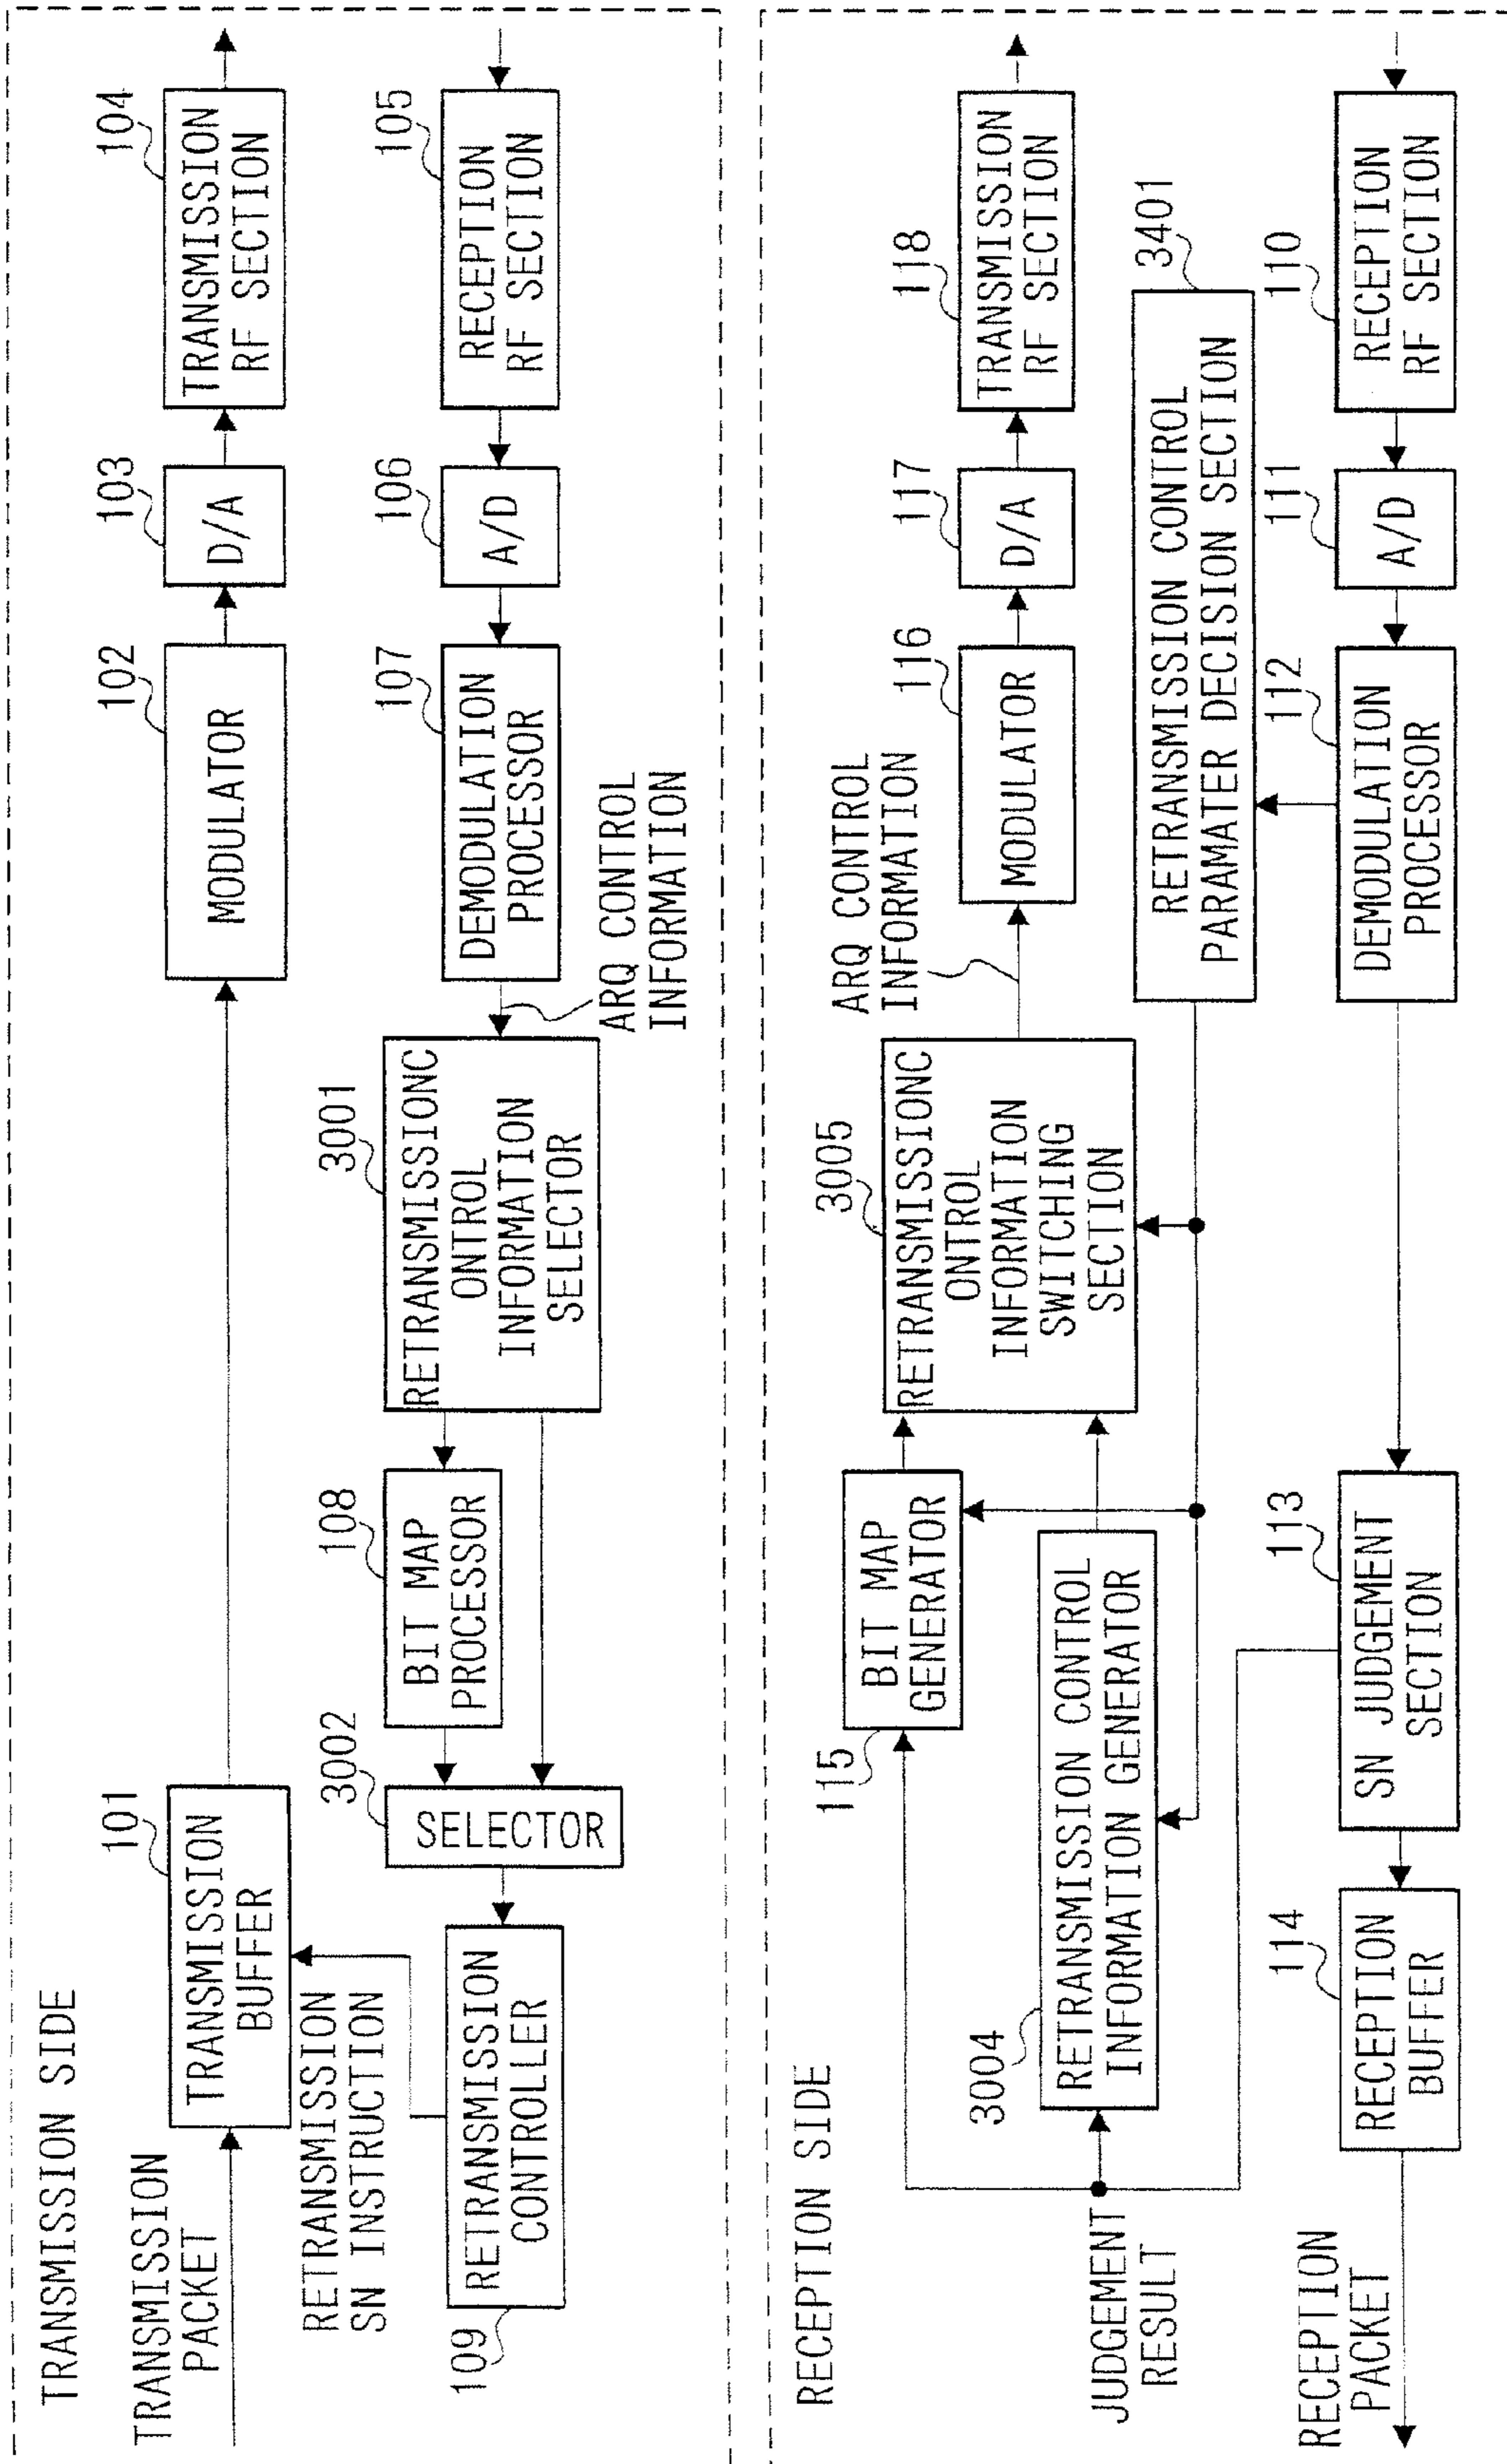 TRANSMISSION SIDE
TRANSMISSION
PACKET
101
TRANSMISSION
BUFFER
102
MODULATOR
103
D/A
104
TRANSMISSION
RF SECTION
RETRANSMISSION
SN INSTRUCTION
109
RETRANSMISSION
CONTROLLER
3002
SELECTOR
108
BIT MAP
PROCESSOR
3001
RETRANSMISSIONC
ONTROL
INFORMATION
SELECTOR
ARQ CONTROL
INFORMATION
107
DEMODULATION
PROCESSOR
106
A/D
105
RECEPTION
RF SECTION
RECEPTION SIDE
115
BIT MAP
GENERATOR
3005
RETRANSMISSIONC
ONTROL
INFORMATION
SWITCHING
SECTION
ARQ CONTROL
INFORMATION
116
MODULATOR
117
D/A
118
TRANSMISSION
RF SECTION
3004
RETRANSMISSION CONTROL
INFORMATION GENERATOR
3401
RETRANSMISSION CONTROL
PARAMATER DECISION SECTION
JUDGEMENT
RESULT
RECEPTION
PACKET
114
RECEPTION
BUFFER
113
SN JUDGEMENT
SECTION
112
DEMODULATION
PROCESSOR
111
A/D
110
RECEPTION
RF SECTION